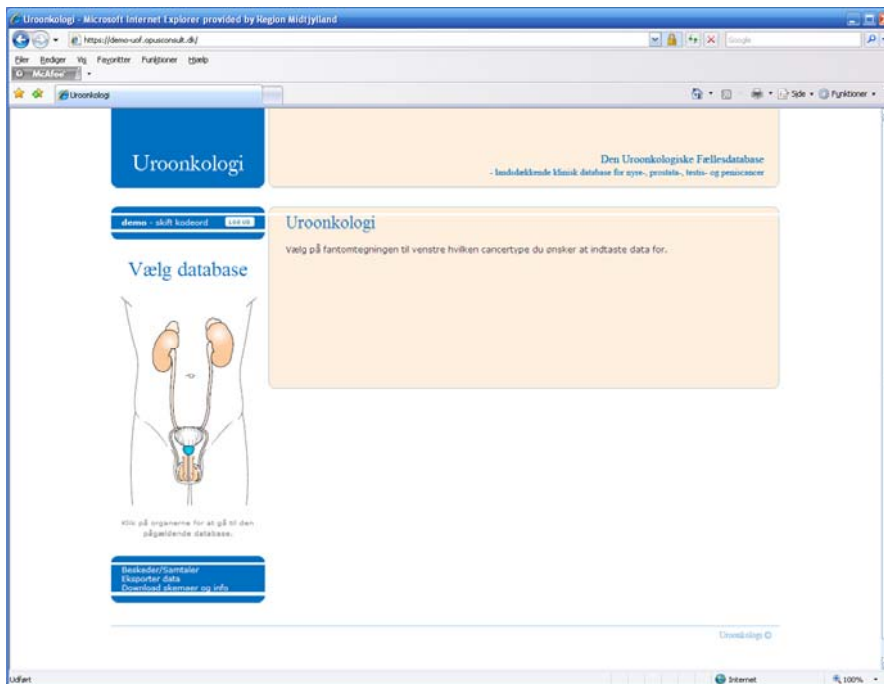 Uroonkologi - Microsoft Internet Explorer provided by Region Midtjylland
https://demo-uof.opusconsult.dk/
Google
Filer Rediger Vis Favoritter Funktioner Hjælp
McAfee
Uroonkologi
Side
Funktioner
Uroonkologi
Den Uroonkologiske Fællesdatabase
- landsdækkende klinisk database for nyre-, prostata-, testis- og peniscancer
demo - skift kodeord
LOG UD
Uroonkologi
Vælg på fantomtegningen til venstre hvilken cancertype du ønsker at indtaste data for.
Vælg database
Klik på organerne for at gå til den
pågældende database.
Beskeder/Samtaler
Eksporter data
Download skemaer og info
Uroonkologi ©
Udført
Internet
100%